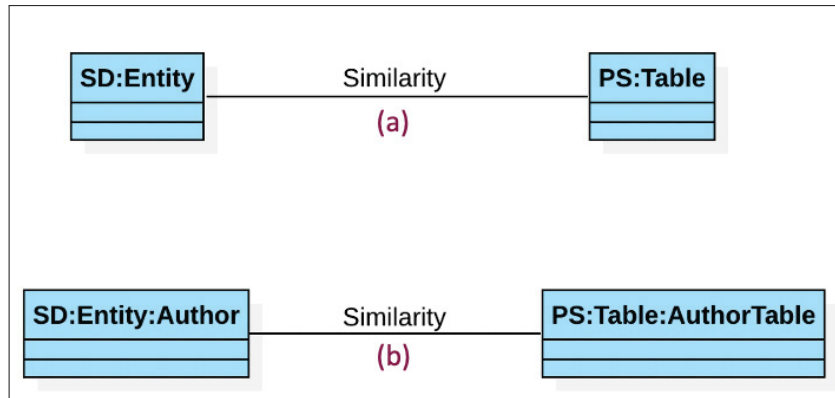 SD:Entity
Similarity
PS:Table
(a)
SD:Entity:Author
Similarity
PS:Table:AuthorTable
(b)